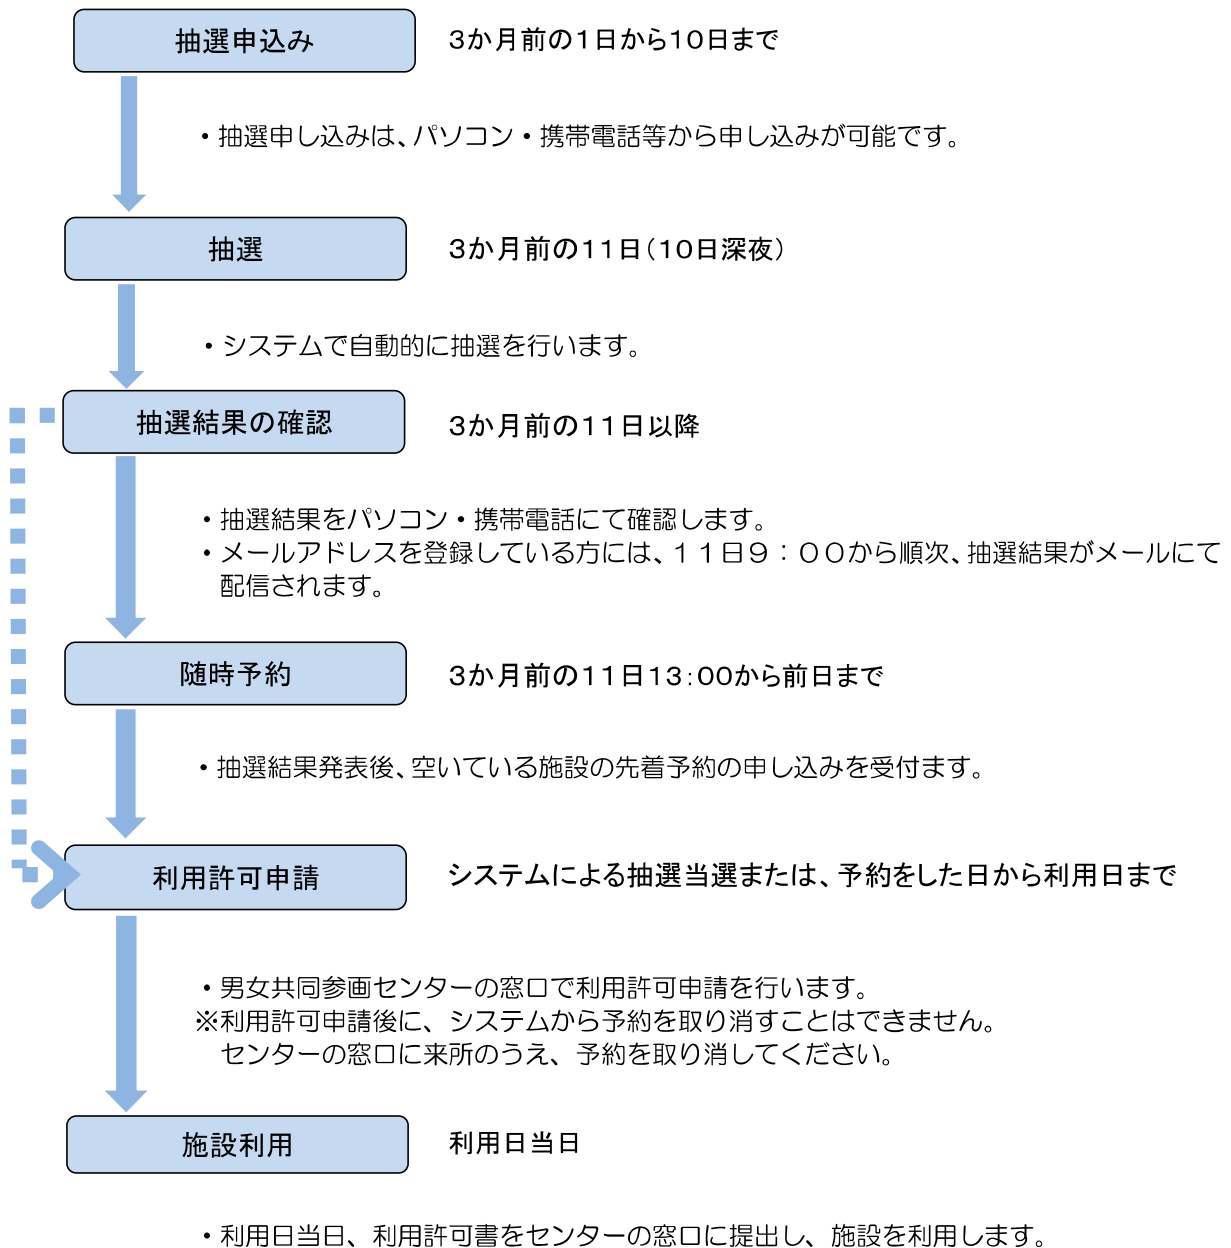 抽選申込み
３か月前の１日から１０日まで
・抽選申し込みは、パソコン・携帯電話等から申し込みが可能です。
抽選
３か月前の１１日（１０日深夜）
・システムで自動的に抽選を行います。
抽選結果の確認
３か月前の１１日以降
・抽選結果をパソコン・携帯電話にて確認します。
・メールアドレスを登録している方には、１１日９：００から順次、抽選結果がメールにて
配信されます。
随時予約
３か月前の１１日１３：００から前日まで
・抽選結果発表後、空いている施設の先着予約の申し込みを受付ます。
利用許可申請
システムによる抽選当選または、予約をした日から利用日まで
・男女共同参画センターの窓口で利用許可申請を行います。
※利用許可申請後に、システムから予約を取り消すことはできません。
センターの窓口に来所のうえ、予約を取り消してください。
施設利用
利用日当日
・利用日当日、利用許可書をセンターの窓口に提出し、施設を利用します。